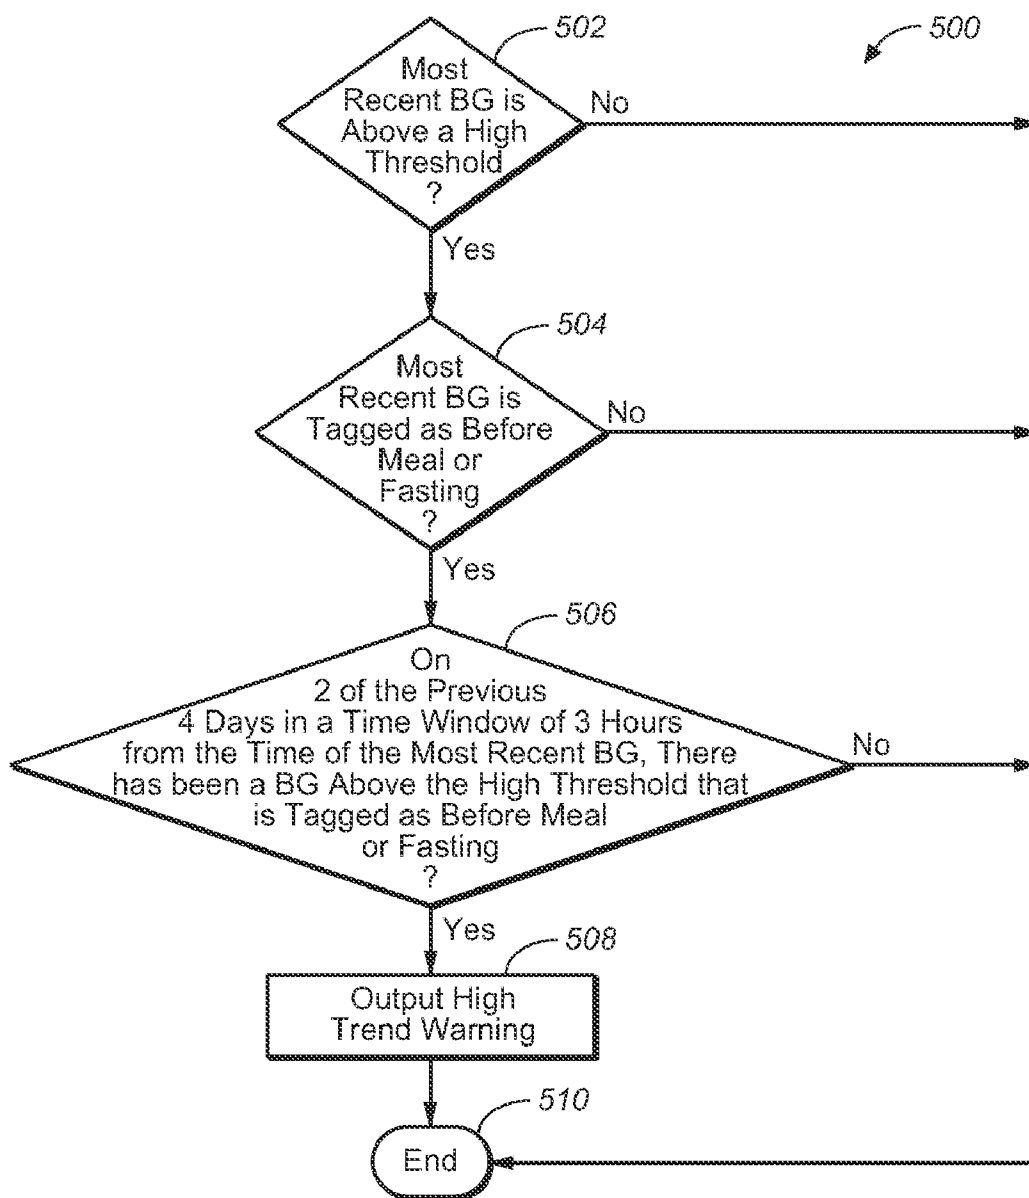 502
500
Most
Recent BG is
Above a High
Threshold
?
No
Yes
504
Most
Recent BG is
Tagged as Before
Meal or
Fasting
?
No
Yes
506
On
2 of the Previous
4 Days in a Time Window of 3 Hours
from the Time of the Most Recent BG, There
has been a BG Above the High Threshold that
is Tagged as Before Meal
or Fasting
?
No
Yes
508
Output High
Trend Warning
510
End